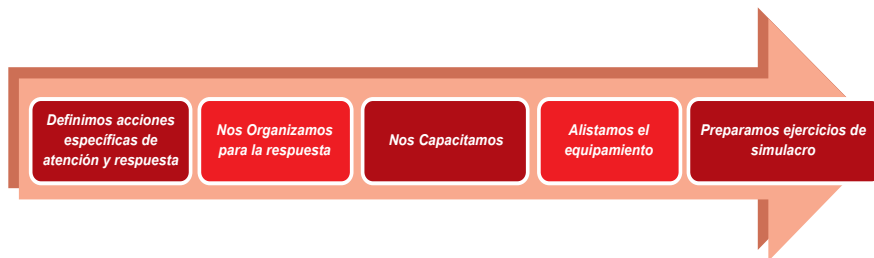 Definimos acciones
específicas de
atención y respuesta
Nos Organizamos
para la respuesta
Nos Capacitamos
Alistamos el
equipamiento
Preparamos ejercicios de
simulacro